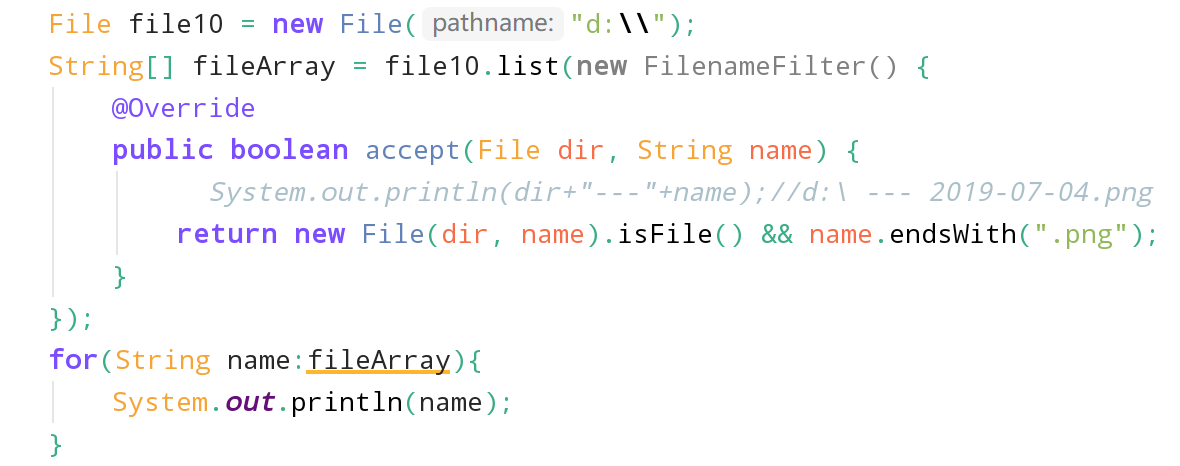 File file10 = new File( pathname: "d:\\");
String[] fileArray = file10.list(new FilenameFilter() {
@Override
public boolean accept(File dir, String name) {
System.out.println(dir+"---"+name);//d:\ --- 2019-07-04.png
return new File(dir, name).isFile() && name.endsWith(".png");
}
});
for(String name:fileArray){
System.out.println(name);
}